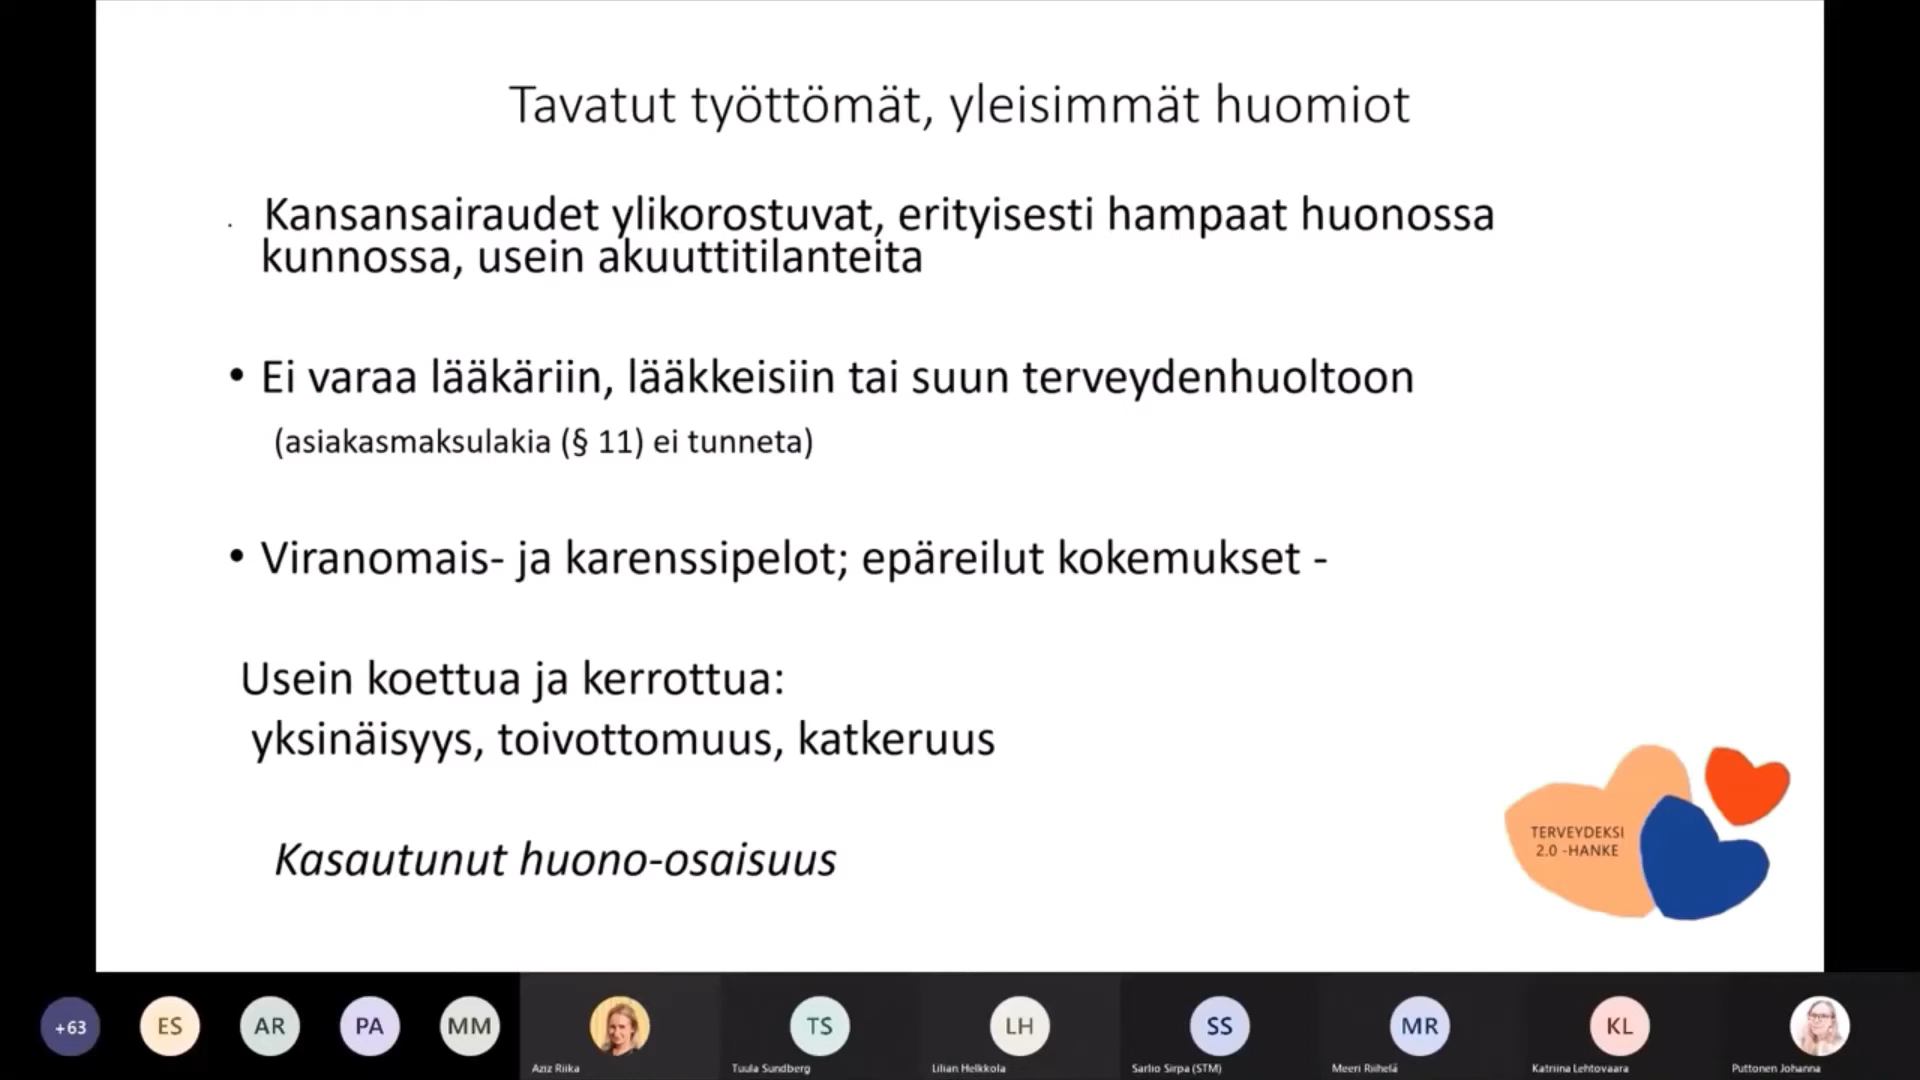 Tavatut työttömät, yleisimmät huomiot
Kansansairaudet ylikorostuvat, erityisesti hampaat huonossa
kunnossa, usein akuuttitilanteita
• Ei varaa lääkäriin, lääkkeisiin tai suun terveydenhuoltoon
(asiakasmaksulakia (§ 11) ei tunneta)
• Viranomais- ja karenssipelot; epäreilut kokemukset -
Usein koettua ja kerrottua:
yksinäisyys, toivottomuus, katkeruus
Kasautunut huono-osaisuus
TERVEYDEKSI
2.0 -HANKE
+63
ES
AR
PA
MM
TS
LH
SS
MR
KL
Aziz Riika
Tuula Sundberg
Lilian Helkkola
Sarlio Sirpa (STM)
Meeri Riihelä
Katriina Lehtovaara
Puttonen Johanna